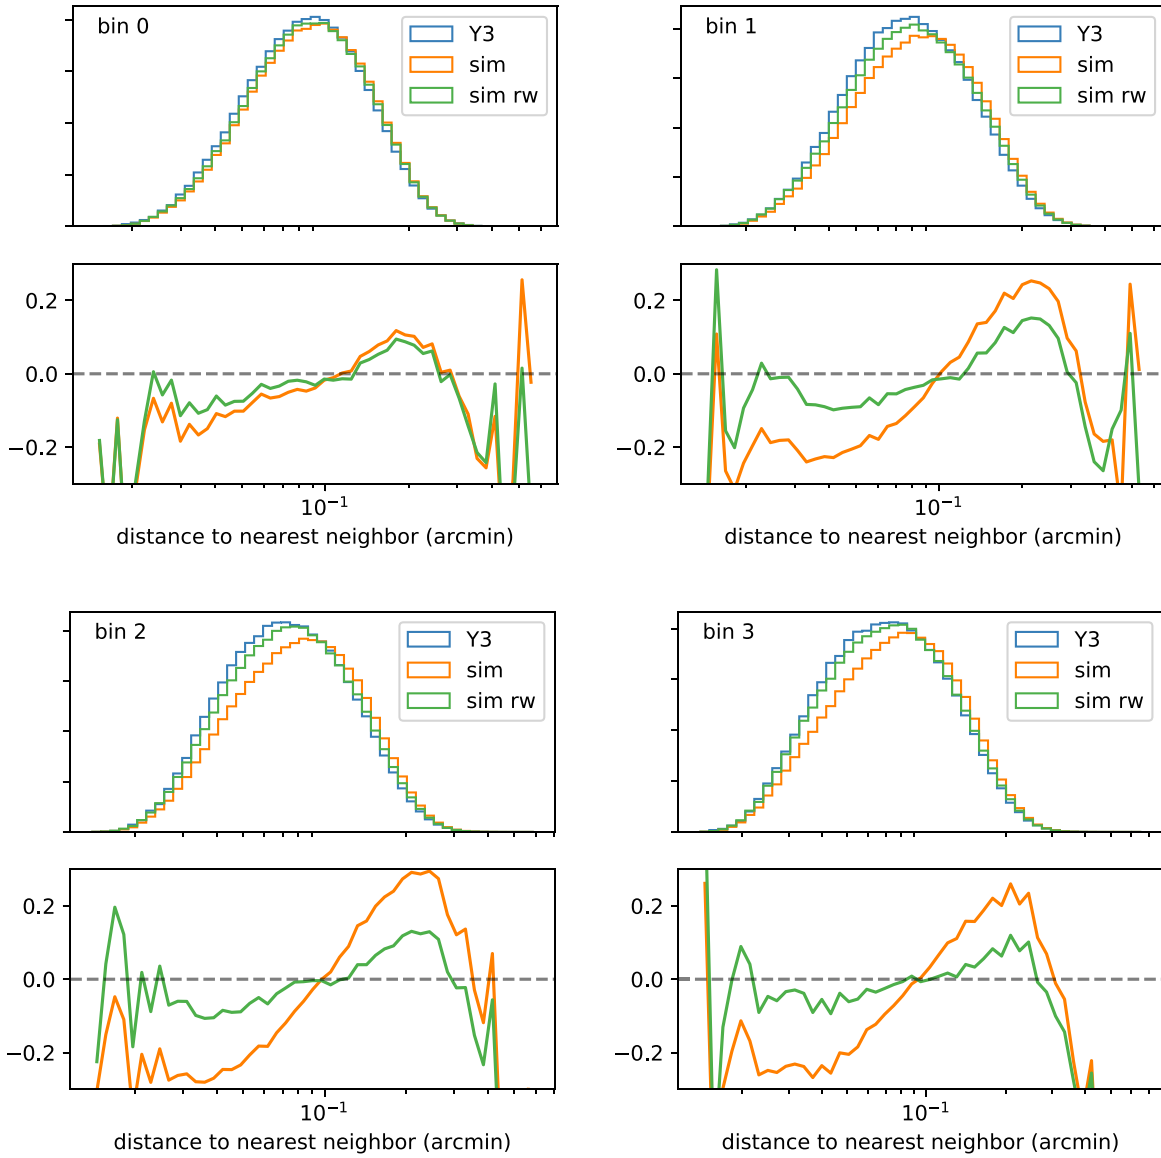 bin 0
Y3
sim
sim rw
bin 1
Y3
sim
sim rw
0.2
0.0
−0.2
10⁻¹
distance to nearest neighbor (arcmin)
0.2
0.0
−0.2
10⁻¹
distance to nearest neighbor (arcmin)
bin 2
Y3
sim
sim rw
bin 3
Y3
sim
sim rw
0.2
0.0
−0.2
10⁻¹
distance to nearest neighbor (arcmin)
0.2
0.0
−0.2
10⁻¹
distance to nearest neighbor (arcmin)